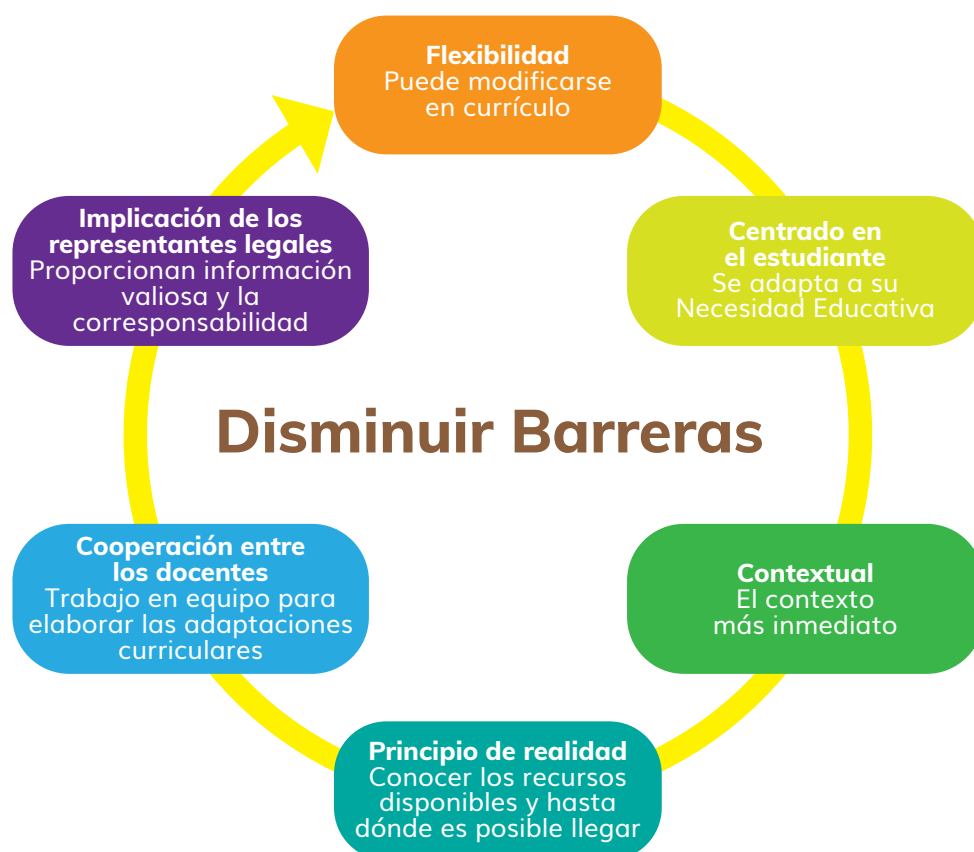 Flexibilidad
Puede modificarse
en currículo
Centrado en
el estudiante
Se adapta a su
Necesidad Educativa
Contextual
El contexto
más inmediato
Principio de realidad
Conocer los recursos
disponibles y hasta
dónde es posible llegar
Cooperación entre
los docentes
Trabajo en equipo para
elaborar las adaptaciones
curriculares
Implicación de los
representantes legales
Proporcionan información
valiosa y la
corresponsabilidad
Disminuir Barreras